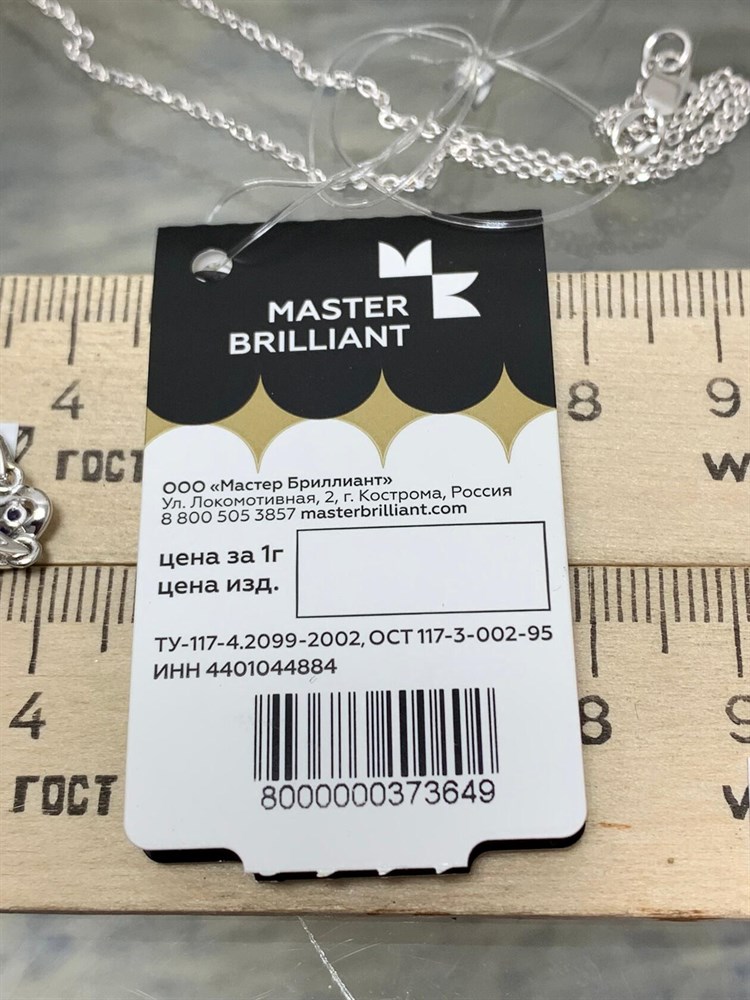 MASTER
BRILLIANT
4
8
9
ГОСТ
W
ООО «Мастер Бриллиант»
Ул. Локомотивная, 2, г. Кострома, Россия
8 800 505 3857 masterbrilliant.com
цена за 1г
цена изд.
ТУ-117-4.2099-2002, ОСТ 117-3-002-95
ИНН 4401044884
4
8
9
ГОСТ
8000000373649